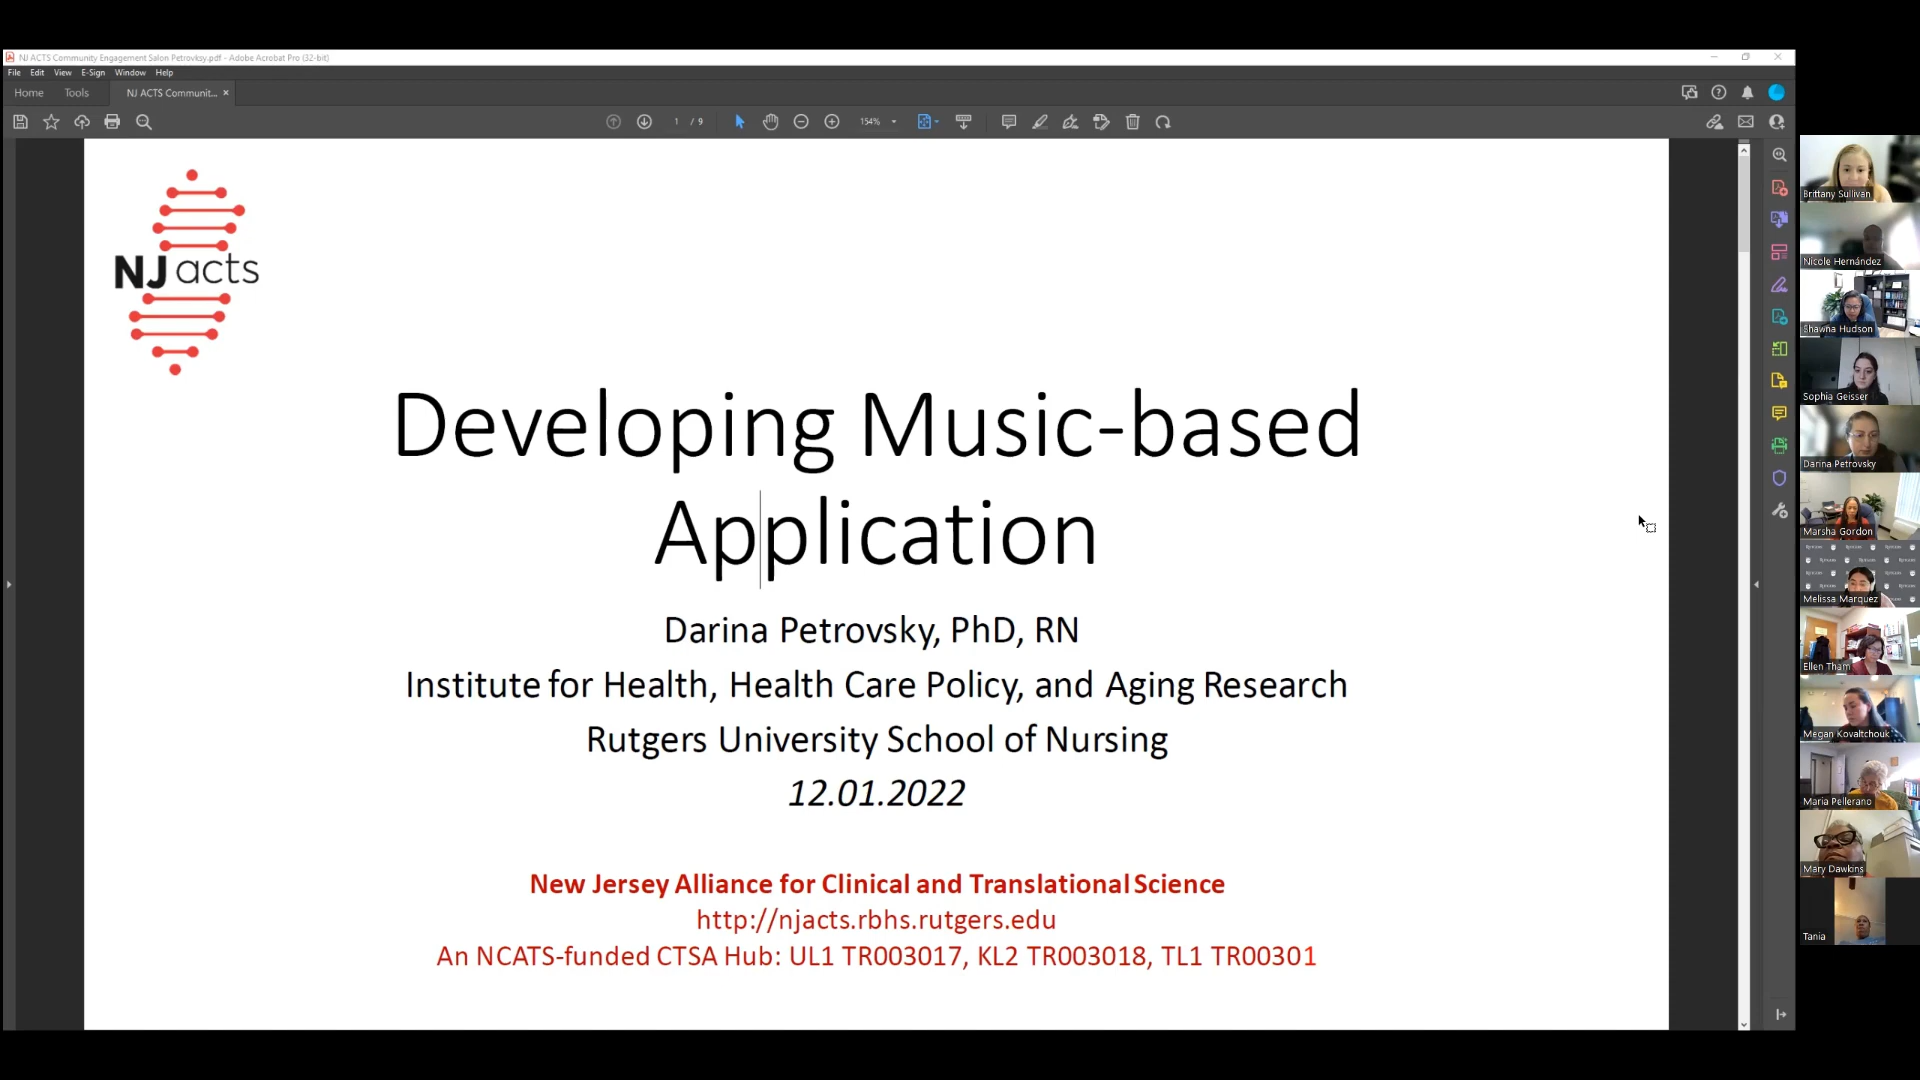 NJ ACTS Community Engagement Salon Petrovksy.pdf - Adobe Acrobat Pro (32-bit)
File Edit View E-Sign Window Help
Home Tools NJ ACTS Communit... ×
1 / 9 154%
NJ acts
Developing Music-based
Application
Darina Petrovsky, PhD, RN
Institute for Health, Health Care Policy, and Aging Research
Rutgers University School of Nursing
12.01.2022
New Jersey Alliance for Clinical and Translational Science
http://njacts.rbhs.rutgers.edu
An NCATS-funded CTSA Hub: UL1 TR003017, KL2 TR003018, TL1 TR00301
Brittany Sullivan
Nicole Hernández
Shawna Hudson
Sophia Geisser
Darina Petrovsky
Marsha Gordon
Melissa Marquez
Ellen Tham
Megan Kovaltchouk
Maria Pellerano
Mary Dawkins
Tania